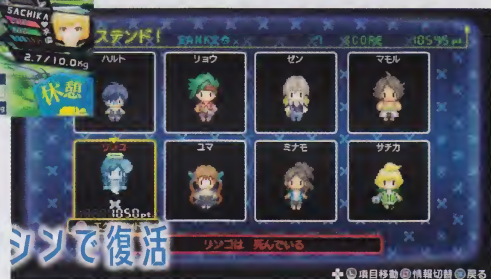 SACHIKA
2.7/10.0kg
休憩
ステンド!
RANKING
SCORE 10595pt
ハルト
リョウ
ゼン
マモル
リンゴ
ユマ
ミナモ
サチカ
1050pt
シンで復活
リンゴは 死んでいる
項目移動 情報切替 戻る